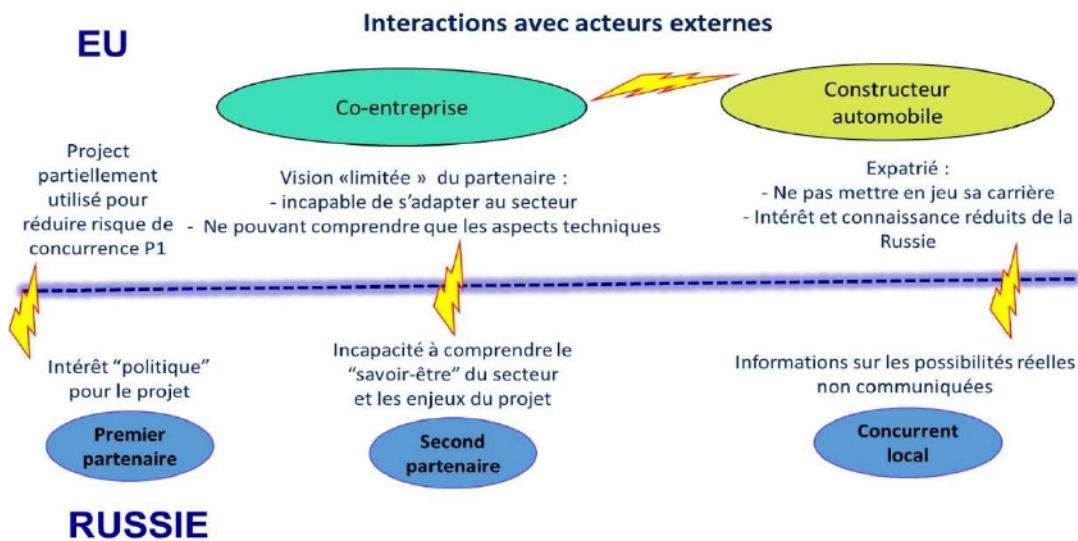 Interactions avec acteurs externes
EU
Co-entreprise
Constructeur
automobile
Project
partiellement
utilisé pour
réduire risque de
concurrence P1
Vision «limitée » du partenaire :
- incapable de s'adapter au secteur
- Ne pouvant comprendre que les aspects techniques
Expatrié :
- Ne pas mettre en jeu sa carrière
- Intérêt et connaissance réduits de la
Russie
Intérêt "politique"
pour le projet
Incapacité à comprendre le
"savoir-être" du secteur
et les enjeux du projet
Informations sur les possibilités réelles
non communiquées
Premier
partenaire
Second
partenaire
Concurrent
local
RUSSIE